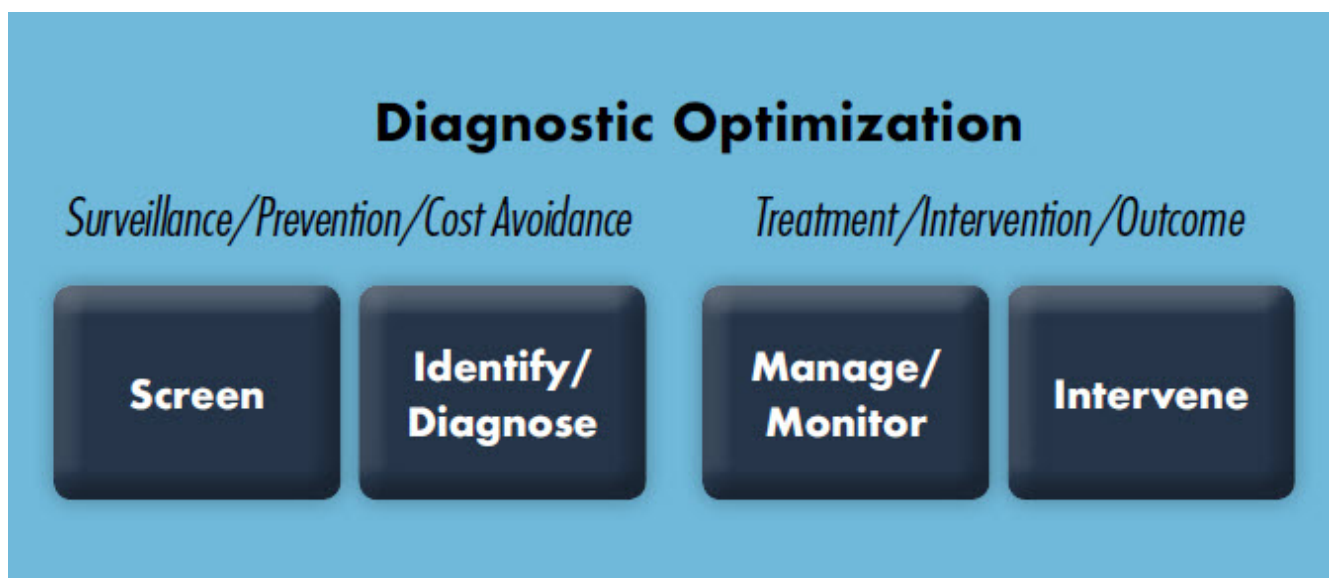 Diagnostic Optimization
Surveillance/Prevention/Cost Avoidance
Treatment/Intervention/Outcome
Screen
Identify/
Diagnose
Manage/
Monitor
Intervene